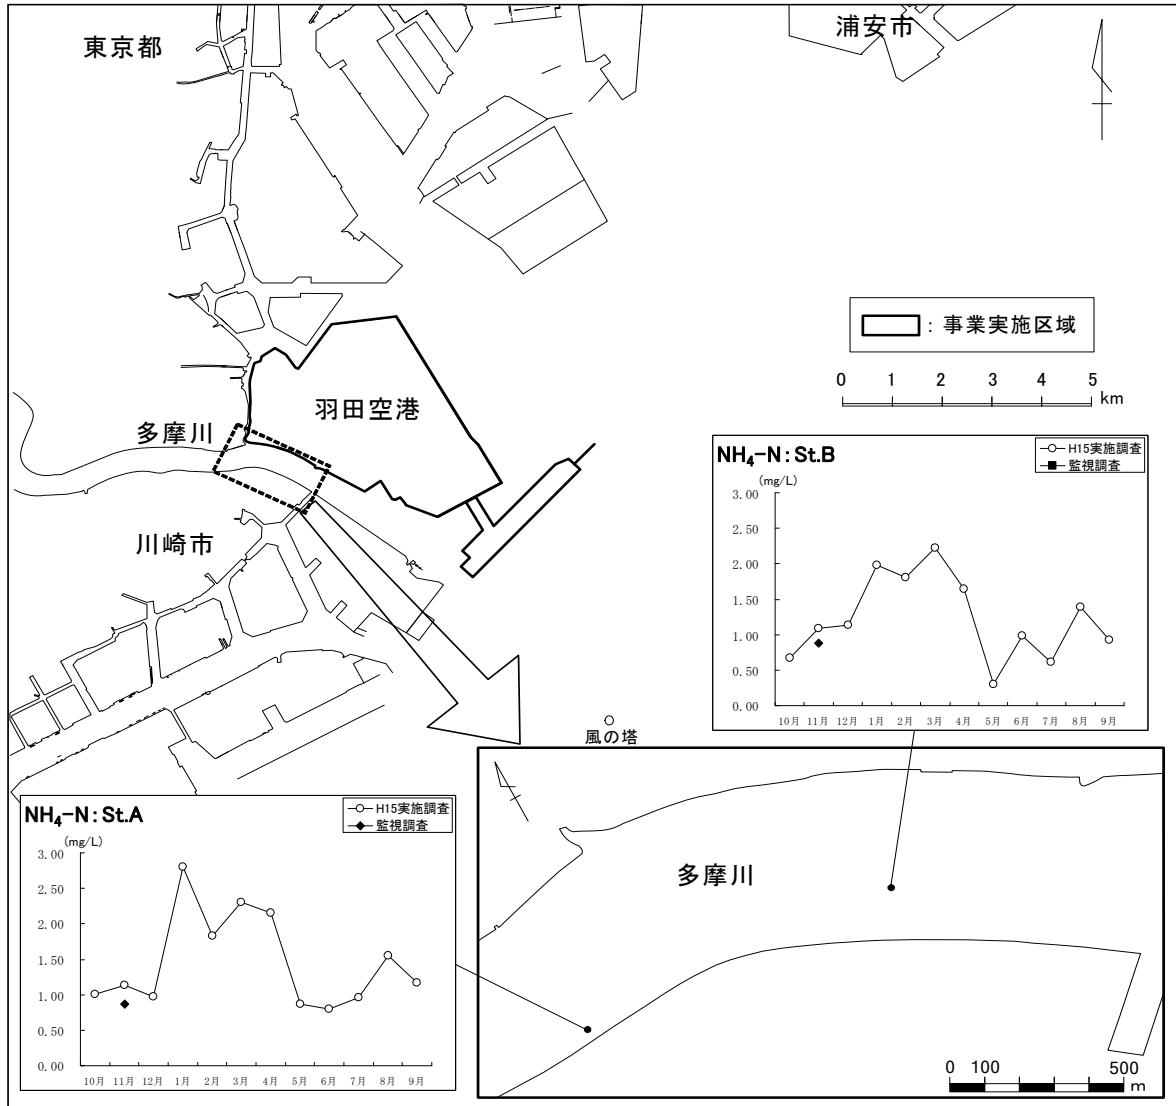 東京都
浦安市
: 事業実施区域
0 1 2 3 4 5
km
羽田空港
多摩川
川崎市
風の塔
NH₄-N: St.B
H15実施調査
監視調査
(mg/L)
3.00
2.50
2.00
1.50
1.00
0.50
0.00
10月 11月 12月 1月 2月 3月 4月 5月 6月 7月 8月 9月
NH₄-N: St.A
H15実施調査
監視調査
(mg/L)
3.00
2.50
2.00
1.50
1.00
0.50
0.00
10月 11月 12月 1月 2月 3月 4月 5月 6月 7月 8月 9月
多摩川
0 100 500
m